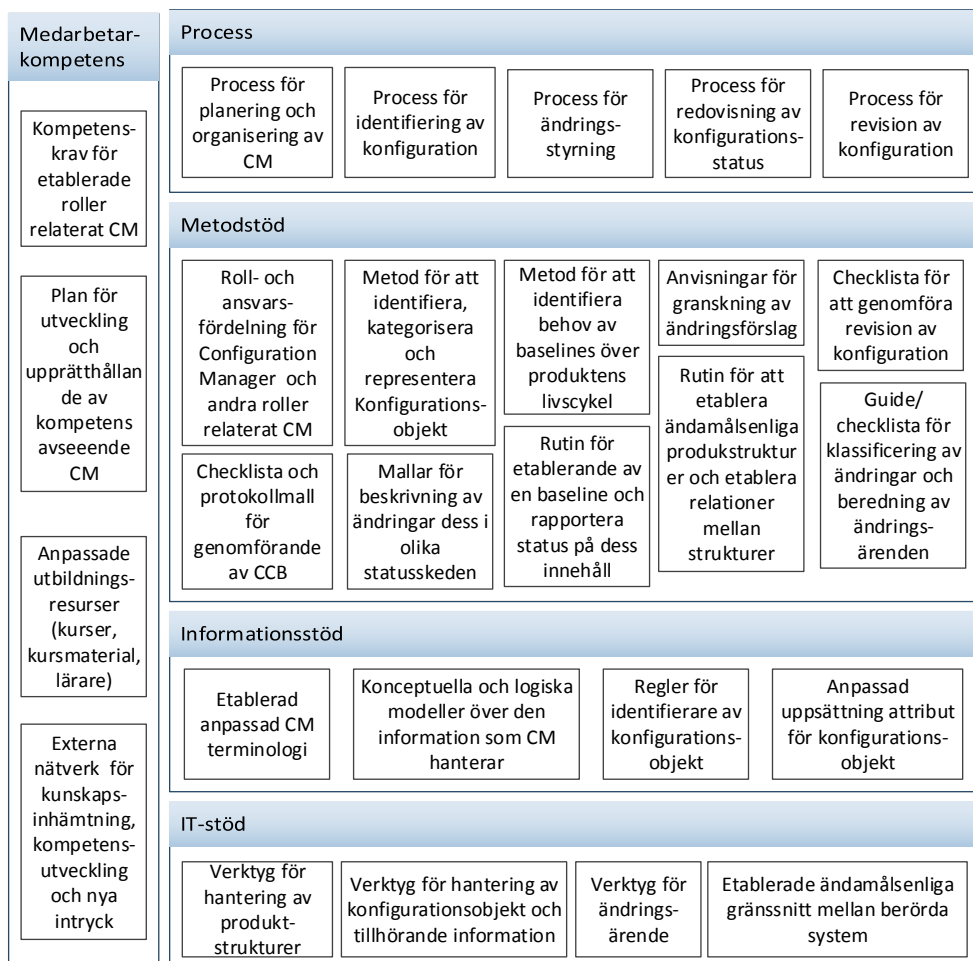 Medarbetar-
kompetens
Kompetens-
krav för
etablerade
roller
relaterat CM
Plan för
utveckling
och
upprätthållan
de av
kompetens
avseeende
CM
Anpassade
utbildnings-
resurser
(kurser,
kursmaterial,
lärare)
Externa
nätverk för
kunskaps-
inhämtning,
kompetens-
utveckling
och nya
intryck
Process
Process för
planering och
organisering av
CM
Process för
identifiering av
konfiguration
Process för
ändrings-
styrning
Process för
redovisning av
konfigurations-
status
Process för
revision av
konfiguration
Metodstöd
Roll- och
ansvars-
fördelning för
Configuration
Manager och
andra roller
relaterat CM
Metod för att
identifiera,
kategorisera
och
representera
Konfigurations-
objekt
Metod för att
identifiera
behov av
baselines över
produktens
livscykel
Anvisningar för
granskning av
ändringsförslag
Checklista för
att genomföra
revision av
konfiguration
Checklista och
protokollmall
för
genomförande
av CCB
Mallar för
beskrivning av
ändringar dess i
olika
statusskeden
Rutin för
etablerande av
en baseline och
rapportera
status på dess
innehåll
Rutin för att
etablera
ändamålsenliga
produkstruktur
er och etablera
relationer
mellan
strukturer
Guide/
checklista för
klassificering av
ändringar och
beredning av
ändrings-
ärenden
Informationsstöd
Etablerad
anpassad CM
terminologi
Konceptuella och logiska
modeller över den
information som CM
hanterar
Regler för
identifierare av
konfigurations-
objekt
Anpassad
uppsättning attribut
för konfigurations-
objekt
IT-stöd
Verktyg för
hantering av
produkt-
strukturer
Verktyg för hantering av
konfigurationsobjekt och
tillhörande information
Verktyg för
ändrings-
ärende
Etablerade ändamålsenliga
gränssnitt mellan berörda
system